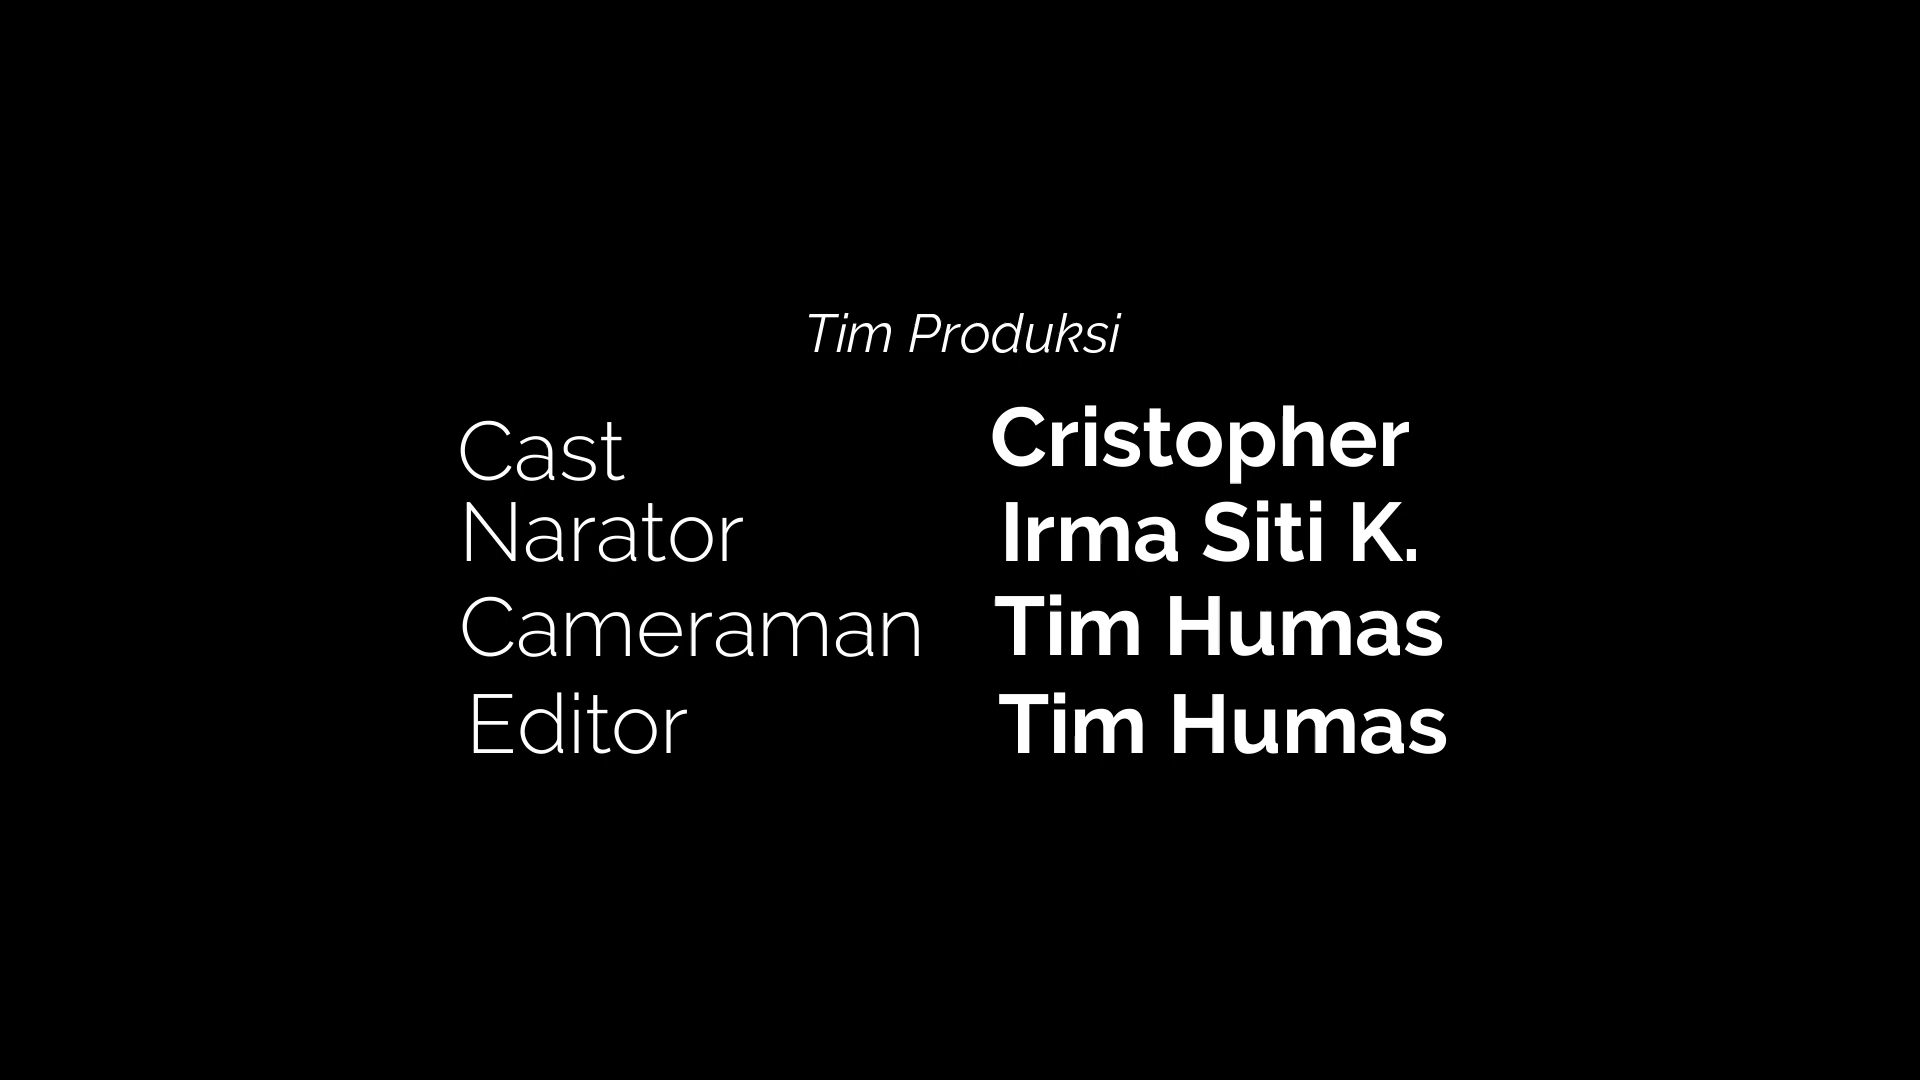 Tim Produksi
Cast Cristopher
Narator Irma Siti K.
Cameraman Tim Humas
Editor Tim Humas